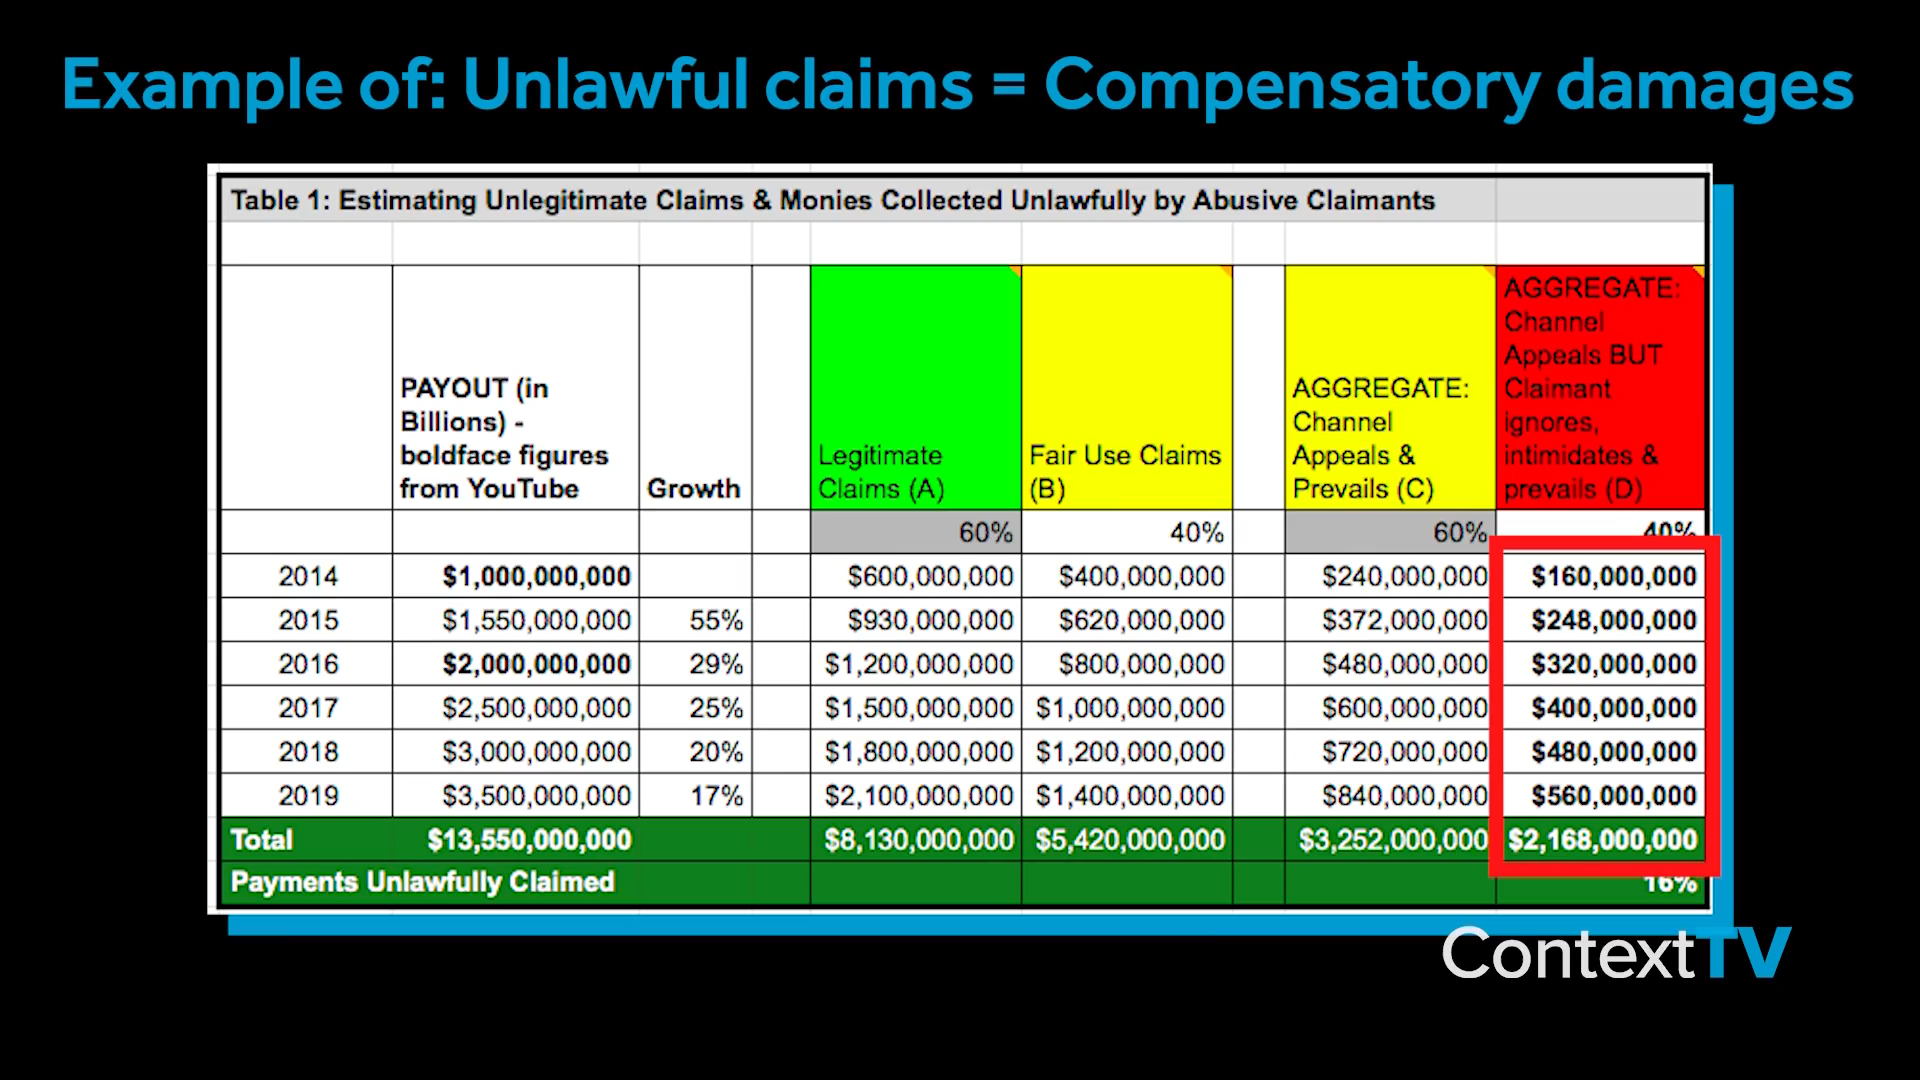 Example of: Unlawful claims = Compensatory damages
Table 1: Estimating Unlegitimate Claims & Monies Collected Unlawfully by Abusive Claimants
PAYOUT (in
Billions) -
boldface figures
from YouTube
Growth
Legitimate
Claims (A)
Fair Use Claims
(B)
AGGREGATE:
Channel
Appeals &
Prevails (C)
AGGREGATE:
Channel
Appeals BUT
Claimant
ignores,
intimidates &
prevails (D)
60% 40% 60% 40%
2014 $1,000,000,000 $600,000,000 $400,000,000 $240,000,000 $160,000,000
2015 $1,550,000,000 55% $930,000,000 $620,000,000 $372,000,000 $248,000,000
2016 $2,000,000,000 29% $1,200,000,000 $800,000,000 $480,000,000 $320,000,000
2017 $2,500,000,000 25% $1,500,000,000 $1,000,000,000 $600,000,000 $400,000,000
2018 $3,000,000,000 20% $1,800,000,000 $1,200,000,000 $720,000,000 $480,000,000
2019 $3,500,000,000 17% $2,100,000,000 $1,400,000,000 $840,000,000 $560,000,000
Total $13,550,000,000 $8,130,000,000 $5,420,000,000 $3,252,000,000 $2,168,000,000
Payments Unlawfully Claimed 16%
ContextTV